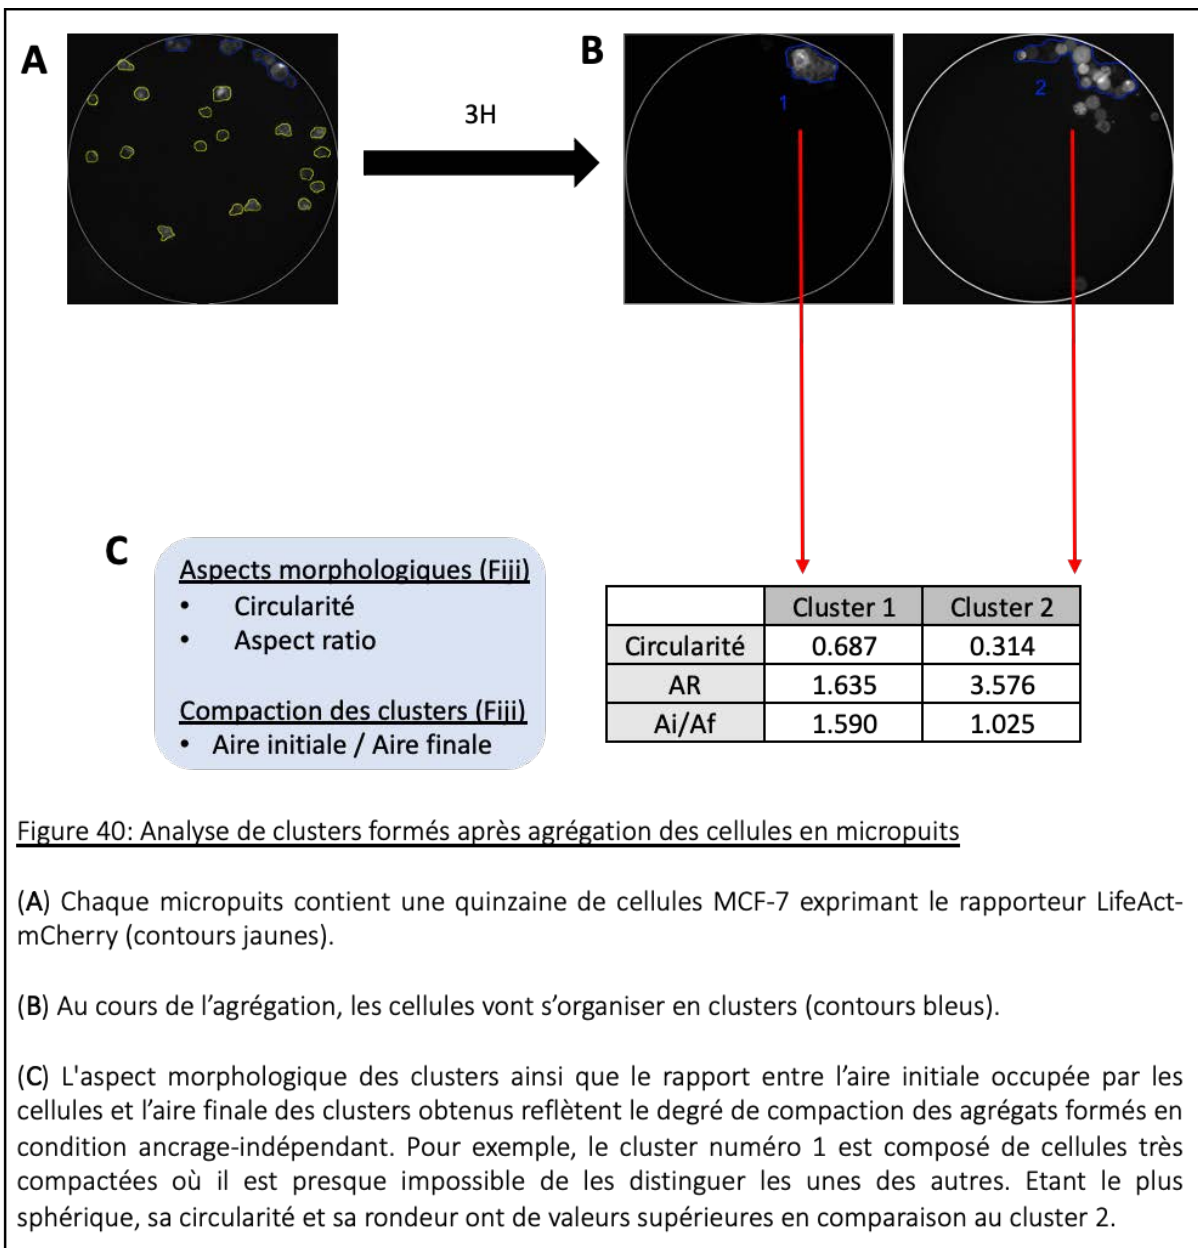 A
B
3H
1
2
C
Aspects morphologiques (Fiji)
• Circularité
• Aspect ratio
Compaction des clusters (Fiji)
• Aire initiale / Aire finale
Cluster 1 Cluster 2
Circularité 0.687 0.314
AR 1.635 3.576
Ai/Af 1.590 1.025
Figure 40: Analyse de clusters formés après agrégation des cellules en micropuits
(A) Chaque micropuits contient une quinzaine de cellules MCF-7 exprimant le rapporteur LifeAct-
mCherry (contours jaunes).
(B) Au cours de l’agrégation, les cellules vont s’organiser en clusters (contours bleus).
(C) L'aspect morphologique des clusters ainsi que le rapport entre l’aire initiale occupée par les
cellules et l’aire finale des clusters obtenus reflètent le degré de compaction des agrégats formés en
condition ancrage-indépendant. Pour exemple, le cluster numéro 1 est composé de cellules très
compactées où il est presque impossible de les distinguer les unes des autres. Etant le plus
sphérique, sa circularité et sa rondeur ont de valeurs supérieures en comparaison au cluster 2.